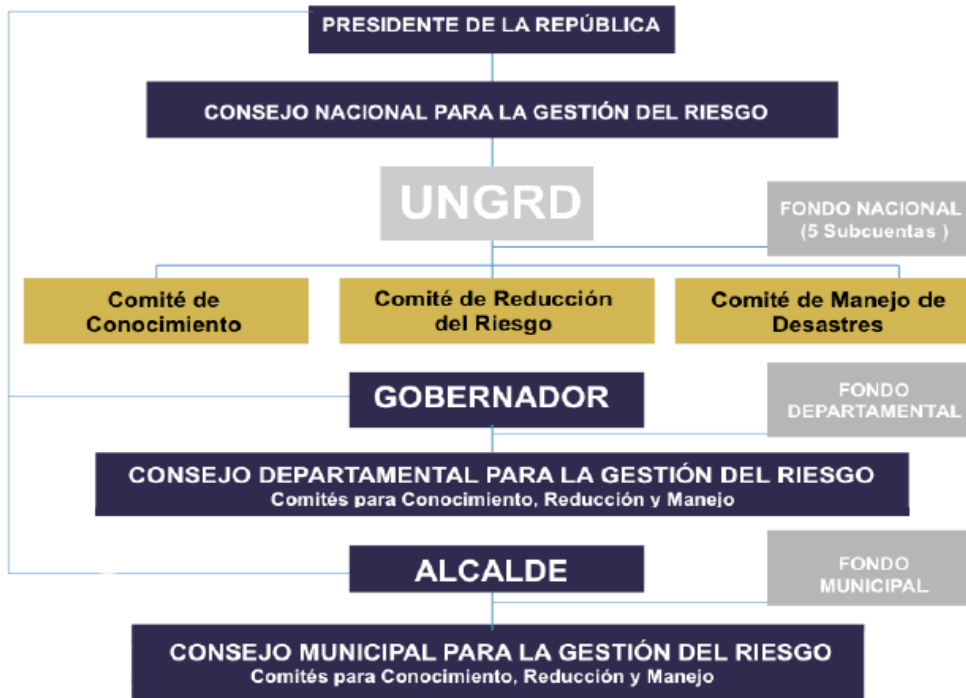 PRESIDENTE DE LA REPÚBLICA
CONSEJO NACIONAL PARA LA GESTIÓN DEL RIESGO
UNGRD
FONDO NACIONAL
(5 Subcuentas )
Comité de
Conocimiento
Comité de Reducción
del Riesgo
Comité de Manejo de
Desastres
GOBERNADOR
FONDO
DEPARTAMENTAL
CONSEJO DEPARTAMENTAL PARA LA GESTIÓN DEL RIESGO
Comités para Conocimiento, Reducción y Manejo
ALCALDE
FONDO
MUNICIPAL
CONSEJO MUNICIPAL PARA LA GESTIÓN DEL RIESGO
Comités para Conocimiento, Reducción y Manejo